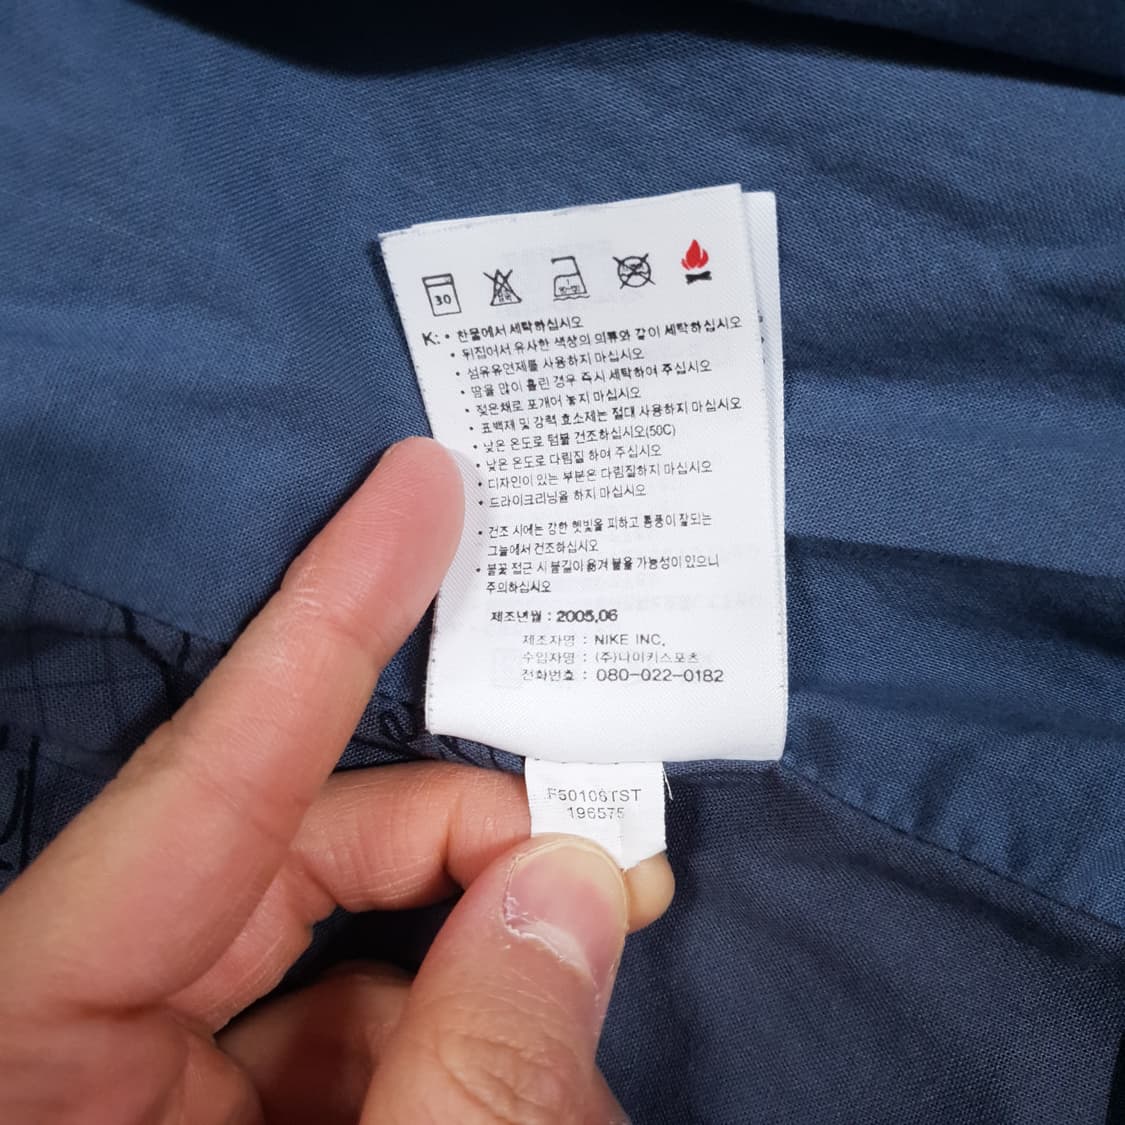 30
K: • 찬물에서 세탁하십시오
• 뒤집어서 유사한 색상의 의류와 같이 세탁하십시오
• 섬유유연제를 사용하지 마십시오
• 땀을 많이 흘린 경우 즉시 세탁하여 주십시오
• 젖은채로 포개어 놓지 마십시오
• 표백제 및 강력 효소제는 절대 사용하지 마십시오
• 낮은 온도로 텀블 건조하십시오(50C)
• 낮은 온도로 다림질 하여 주십시오
• 디자인이 있는 부분은 다림질하지 마십시오
• 드라이크리닝을 하지 마십시오
• 건조 시에는 강한 햇빛을 피하고 통풍이 잘되는
그늘에서 건조하십시오
• 불꽃 접근 시 불길이 옮겨 붙을 가능성이 있으니
주의하십시오
제조년월 : 2005.06
제조자명 : NIKE INC.
수입자명 : (주)나이키스포츠
전화번호 : 080-022-0182
F50106TST
196575